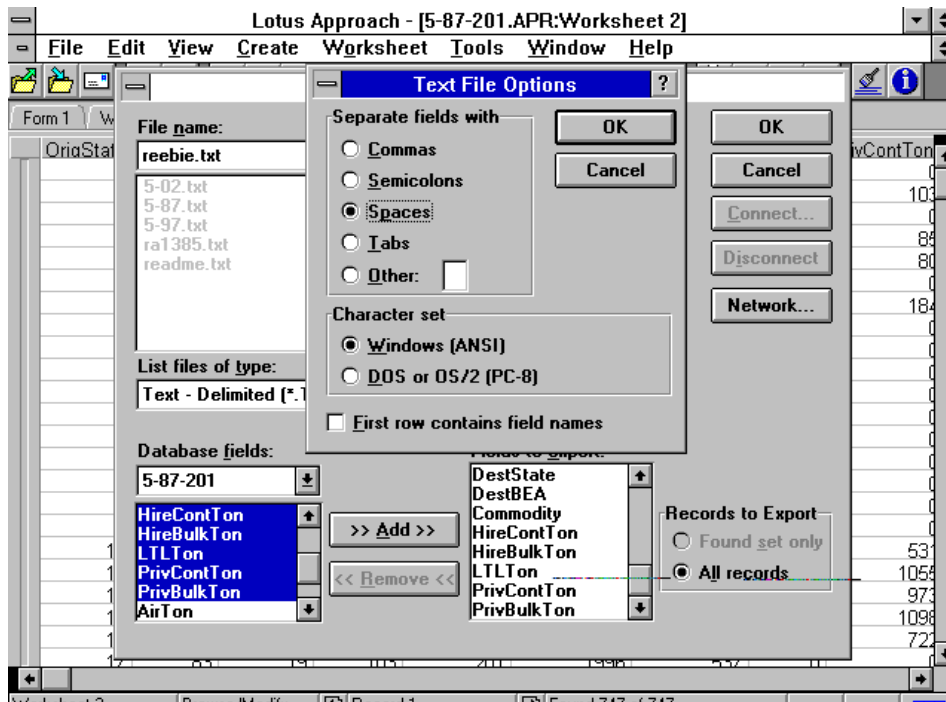 Lotus Approach - [5-87-201.APR:Worksheet 2]
File Edit View Create Worksheet Tools Window Help
Form 1
OrigStat
ivContTon
Text File Options ?
Separate fields with
Commas
Semicolons
Spaces
Tabs
Other:
Character set
Windows (ANSI)
DOS or OS/2 (PC-8)
First row contains field names
OK
Cancel
File name:
reebie.txt
5-02.txt
5-87.txt
5-97.txt
ra1385.txt
readme.txt
List files of type:
Text - Delimited (*.T
Database fields:
5-87-201
HireContTon
HireBulkTon
LTLTon
PrivContTon
PrivBulkTon
AirTon
>> Add >>
<< Remove <<
DestState
DestBEA
Commodity
HireContTon
HireBulkTon
LTLTon
PrivContTon
PrivBulkTon
OK
Cancel
Connect...
Disconnect
Network...
Records to Export
Found set only
All records
103
85
80
184
531
1055
973
1098
722